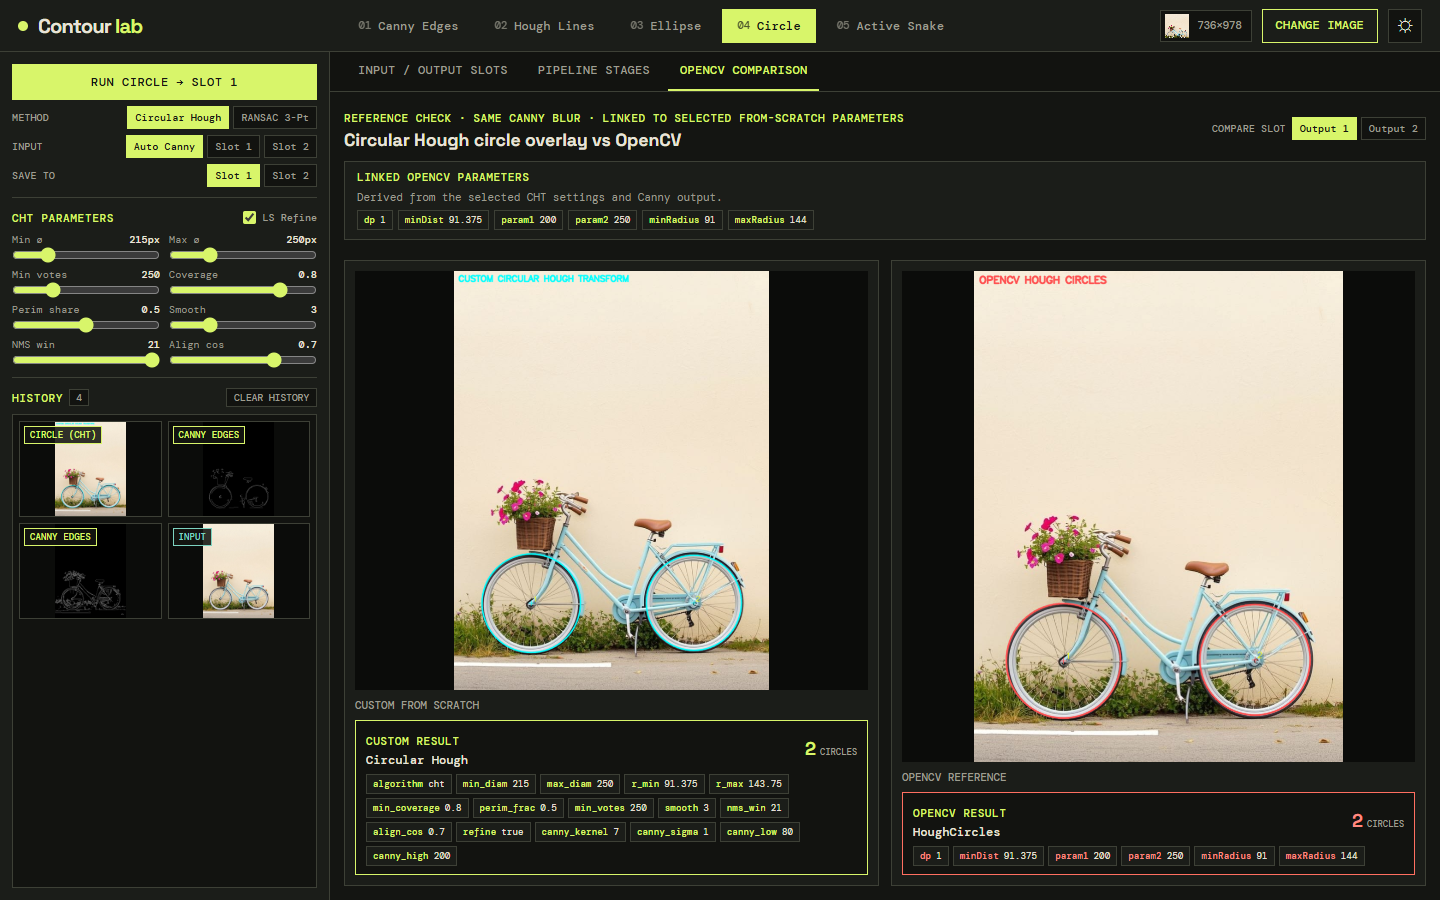 Contour lab
01 Canny Edges
02 Hough Lines
03 Ellipse
04 Circle
05 Active Snake
736×978
CHANGE IMAGE
RUN CIRCLE → SLOT 1
METHOD
Circular Hough
RANSAC 3-Pt
INPUT
Auto Canny
Slot 1
Slot 2
SAVE TO
Slot 1
Slot 2
CHT PARAMETERS
LS Refine
Min ø 215px
Max ø 250px
Min votes 250
Coverage 0.8
Perim share 0.5
Smooth 3
NMS win 21
Align cos 0.7
HISTORY 4
CLEAR HISTORY
CIRCLE (CHT)
CANNY EDGES
CANNY EDGES
INPUT
INPUT / OUTPUT SLOTS
PIPELINE STAGES
OPENCV COMPARISON
REFERENCE CHECK · SAME CANNY BLUR · LINKED TO SELECTED FROM-SCRATCH PARAMETERS
Circular Hough circle overlay vs OpenCV
COMPARE SLOT
Output 1
Output 2
LINKED OPENCV PARAMETERS
Derived from the selected CHT settings and Canny output.
dp 1
minDist 91.375
param1 200
param2 250
minRadius 91
maxRadius 144
CUSTOM CIRCULAR HOUGH TRANSFORM
CUSTOM FROM SCRATCH
CUSTOM RESULT
Circular Hough
2 CIRCLES
algorithm cht
min_diam 215
max_diam 250
r_min 91.375
r_max 143.75
min_coverage 0.8
perim_frac 0.5
min_votes 250
smooth 3
nms_win 21
align_cos 0.7
refine true
canny_kernel 7
canny_sigma 1
canny_low 80
canny_high 200
OPENCV HOUGH CIRCLES
OPENCV REFERENCE
OPENCV RESULT
HoughCircles
2 CIRCLES
dp 1
minDist 91.375
param1 200
param2 250
minRadius 91
maxRadius 144